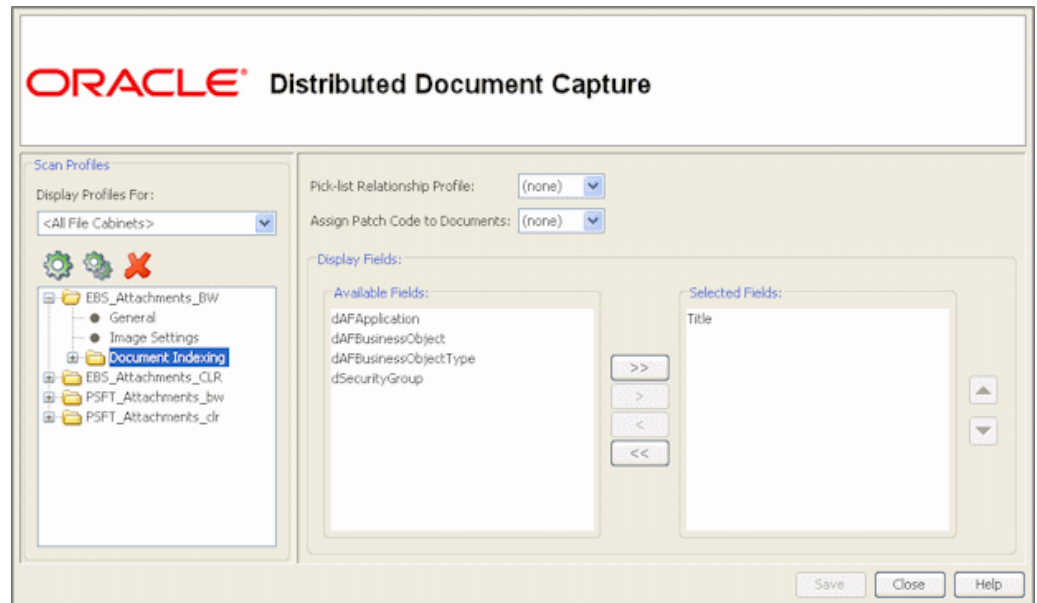 ORACLE Distributed Document Capture
Scan Profiles
Display Profiles For:
<All File Cabinets>
EBS_Attachments_BW
General
Image Settings
Document Indexing
EBS_Attachments_CLR
PSFT_Attachments_bw
PSFT_Attachments_clr
Pick-list Relationship Profile: (none)
Assign Patch Code to Documents: (none)
Display Fields:
Available Fields:
dAFApplication
dAFBusinessObject
dAFBusinessObjectType
dSecurityGroup
>>
>
<
<<
Selected Fields:
Title
Save Close Help